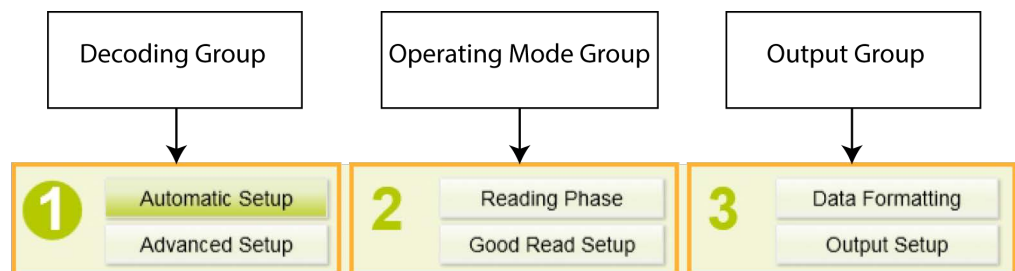 Decoding Group
Operating Mode Group
Output Group
1
Automatic Setup
Advanced Setup
2
Reading Phase
Good Read Setup
3
Data Formatting
Output Setup